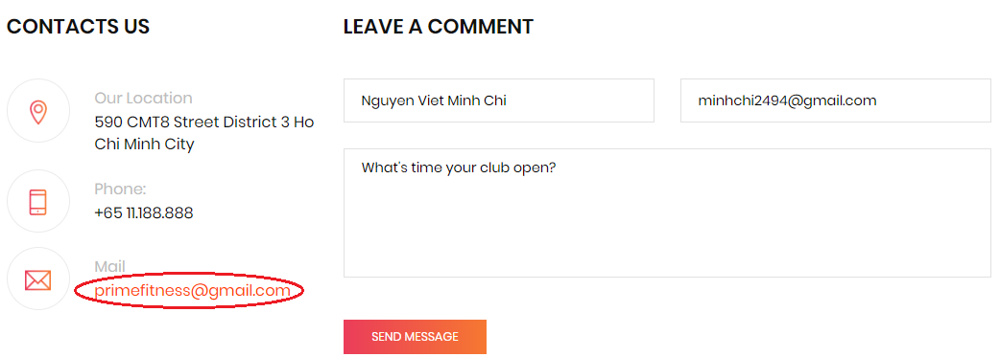 CONTACTS US
Our Location
590 CMT8 Street District 3 Ho
Chi Minh City
Phone:
+65 11.188.888
Mail
primefitness@gmail.com
LEAVE A COMMENT
Nguyen Viet Minh Chi
minhchi2494@gmail.com
What's time your club open?
SEND MESSAGE